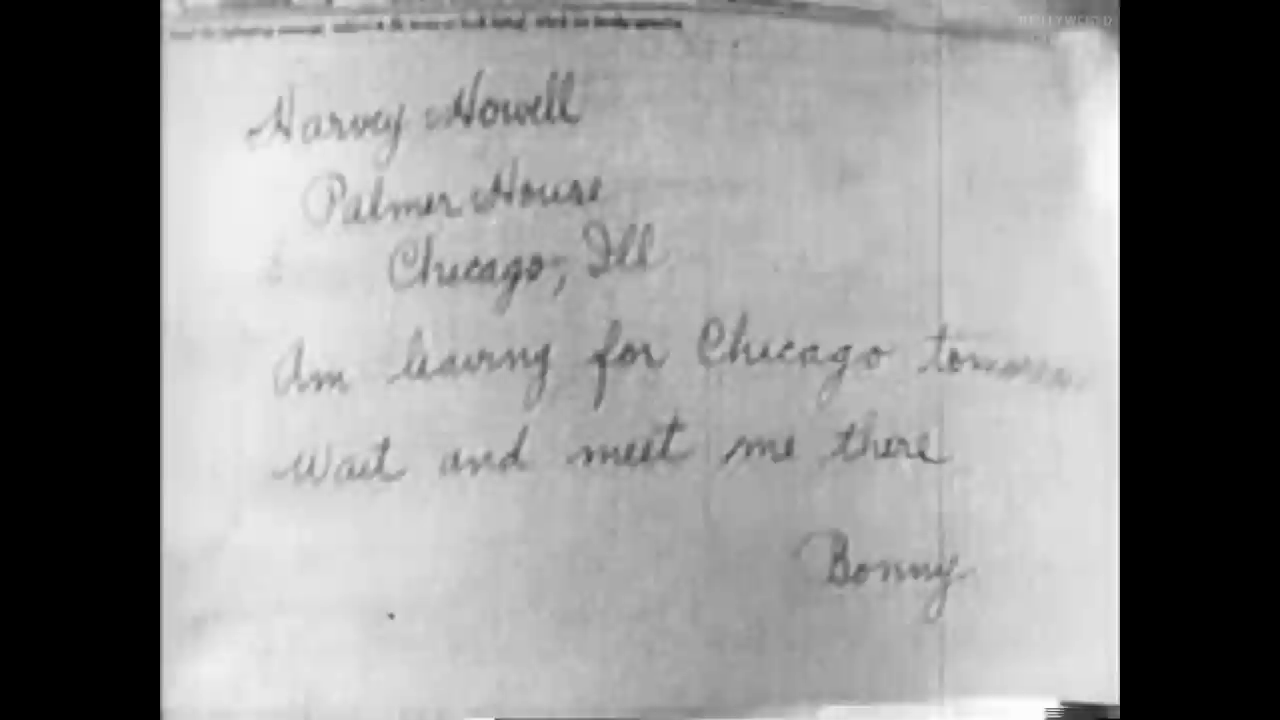 Harvey Howell
Palmer House
Chicago, Ill
Am leaving for Chicago
Wait and meet me there
Bonny